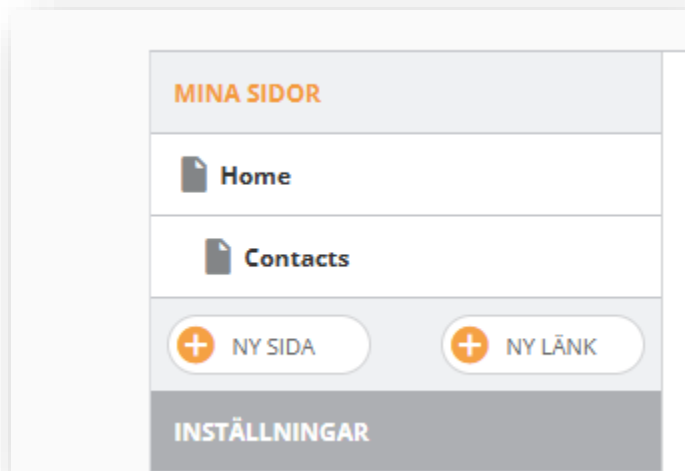 MINA SIDOR
Home
Contacts
NY SIDA
NY LÄNK
INSTÄLLNINGAR